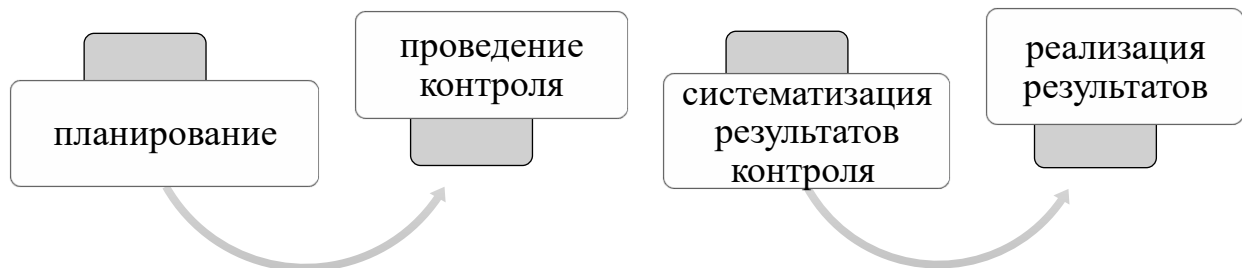 планирование
проведение
контроля
систематизация
результатов
контроля
реализация
результатов